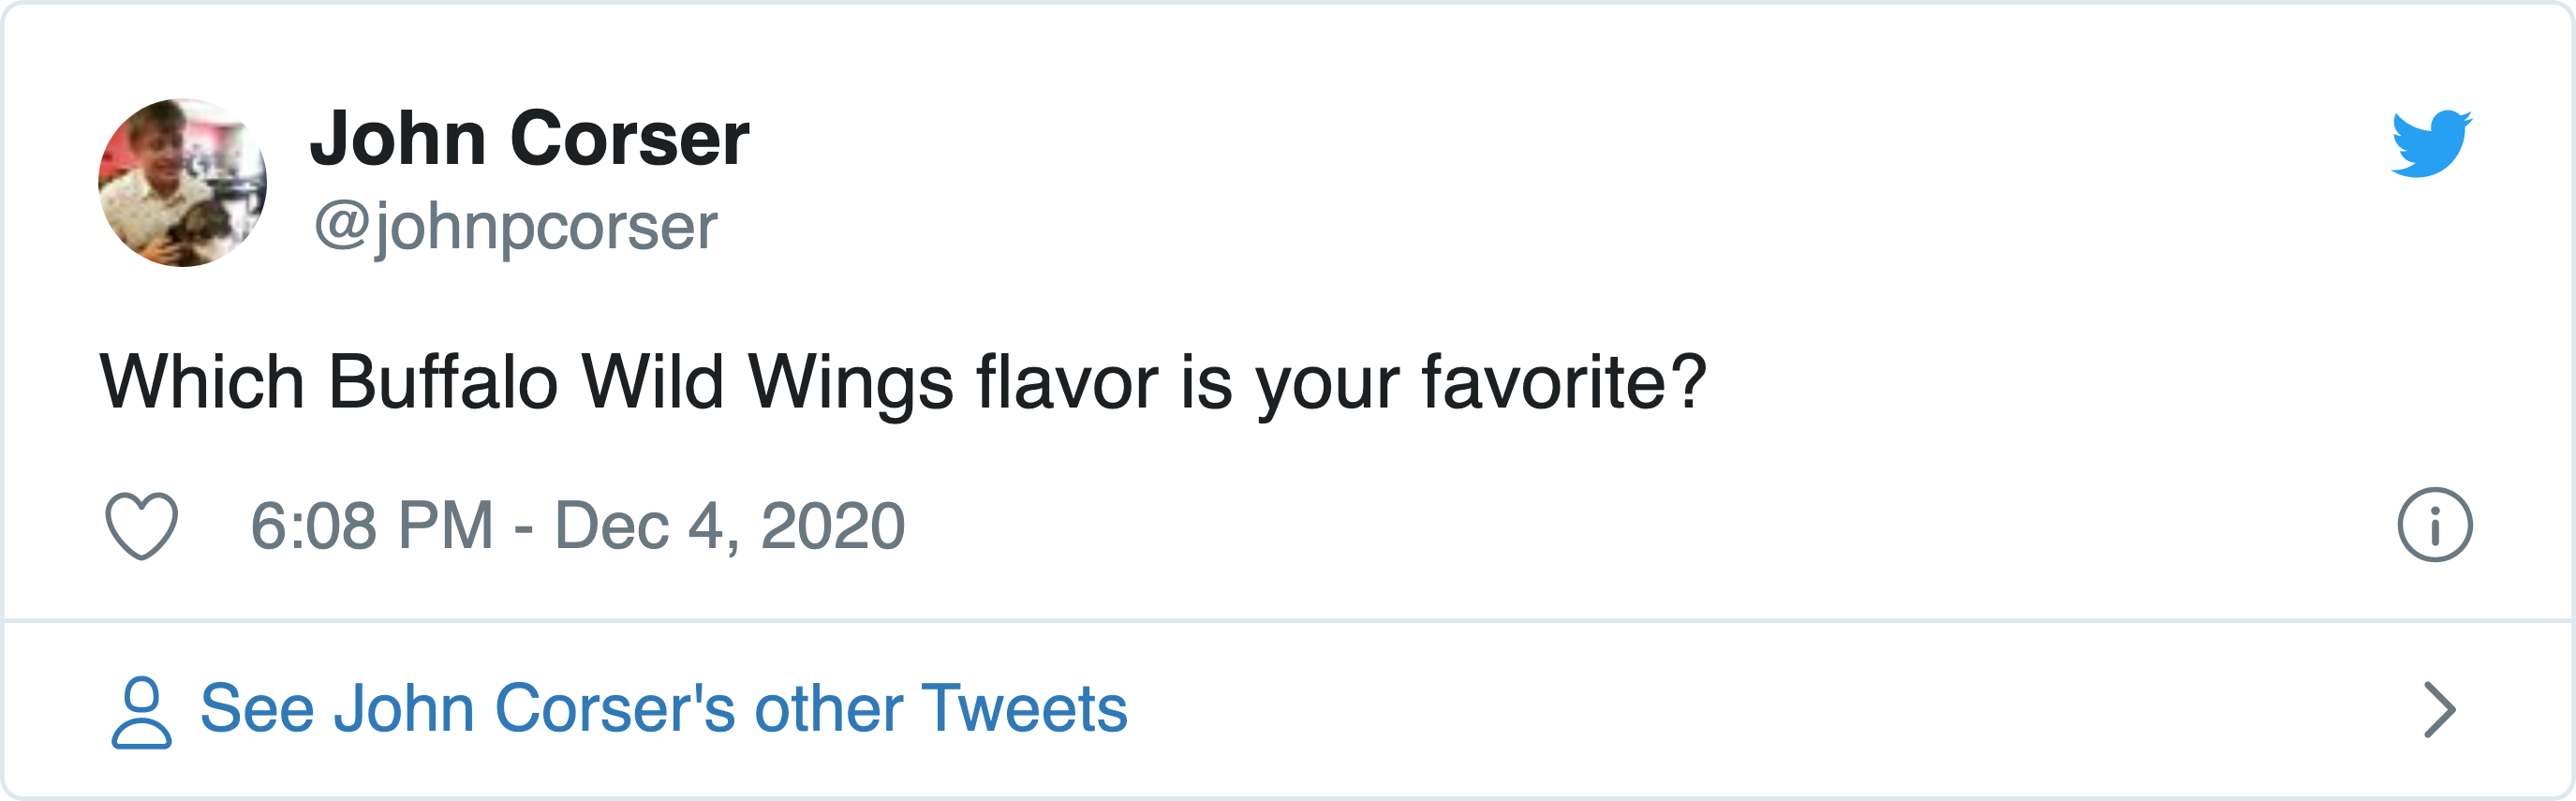 John Corser
@johnpcorser
Which Buffalo Wild Wings flavor is your favorite?
6:08 PM - Dec 4, 2020
See John Corser's other Tweets